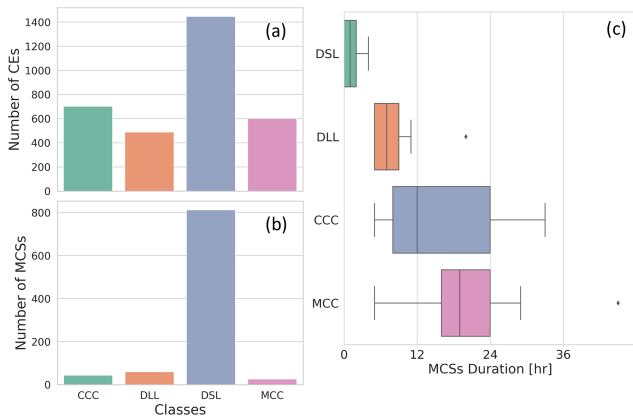 (a)
Number of CEs
1400
1200
1000
800
600
400
200
0
(b)
Number of MCSs
800
600
400
200
0
CCC DLL DSL MCC
Classes
(c)
DSL
DLL
CCC
MCC
0 12 24 36
MCSs Duration [hr]